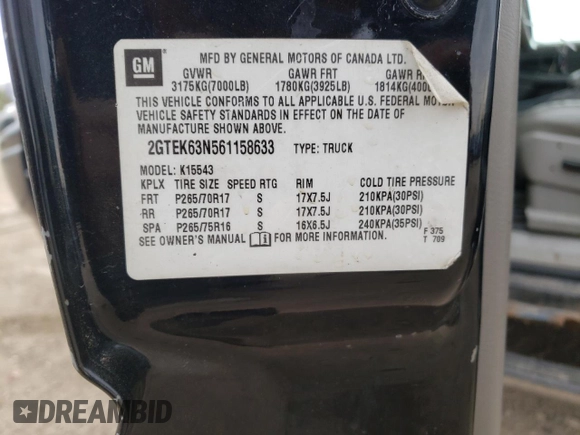 GM
MFD BY GENERAL MOTORS OF CANADA LTD.
GVWR GAWR FRT GAWR
3175KG(7000LB) 1780KG(3925LB) 1814KG(400
THIS VEHICLE CONFORMS TO ALL APPLICABLE U.S. FEDERAL MOTOR
VEHICLE SAFETY STANDARDS IN EFFECT ON THE DATE OF
MANUFACTURE SHOWN ABOVE.
2GTEK63N561158633 TYPE: TRUCK
MODEL: K15543
KPLX TIRE SIZE SPEED RTG RIM COLD TIRE PRESSURE
FRT P265/70R17 S 17X7.5J 210KPA(30PSI)
RR P265/70R17 S 17X7.5J 210KPA(30PSI)
SPA P265/75R16 S 16X6.5J 240KPA(35PSI)
SEE OWNER'S MANUAL FOR MORE INFORMATION.
F 375
T 709
DREAMBID